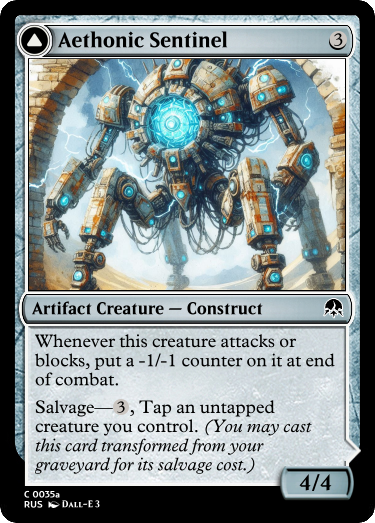 Aethonic Sentinel 3
Artifact Creature — Construct
Whenever this creature attacks or
blocks, put a -1/-1 counter on it at end
of combat.
Salvage—3, Tap an untapped
creature you control. (You may cast
this card transformed from your
graveyard for its salvage cost.)
4/4
C 0035a
RUS DALL-E 3